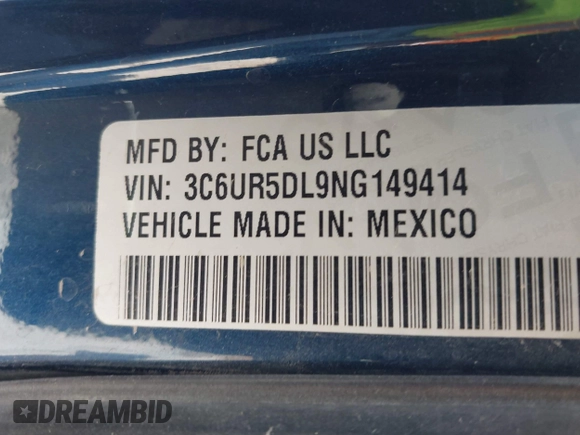 MFD BY: FCA US LLC
VIN: 3C6UR5DL9NG149414
VEHICLE MADE IN: MEXICO
DREAMBID